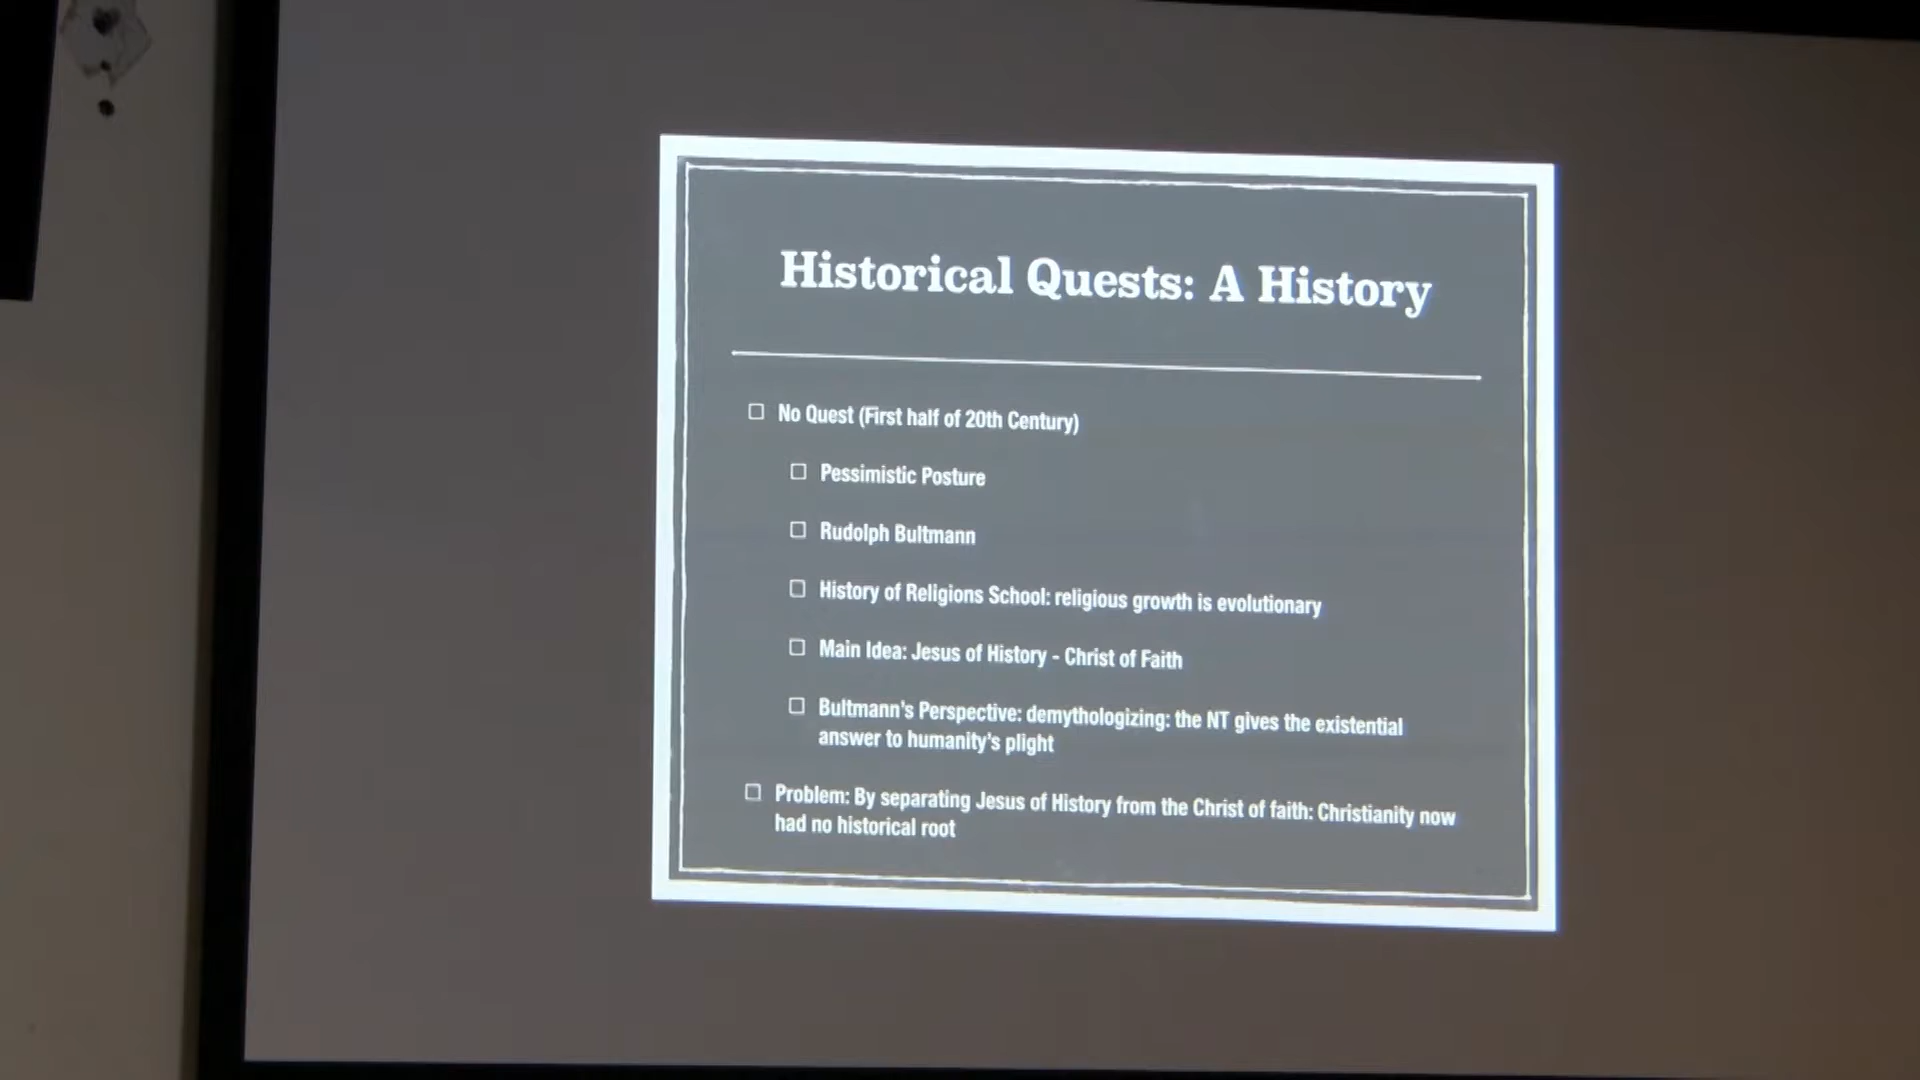 Historical Quests: A History
No Quest (First half of 20th Century)
Pessimistic Posture
Rudolph Bultmann
History of Religions School: religious growth is evolutionary
Main Idea: Jesus of History - Christ of Faith
Bultmann's Perspective: demythologizing: the NT gives the existential
answer to humanity's plight
Problem: By separating Jesus of History from the Christ of faith: Christianity now
had no historical root